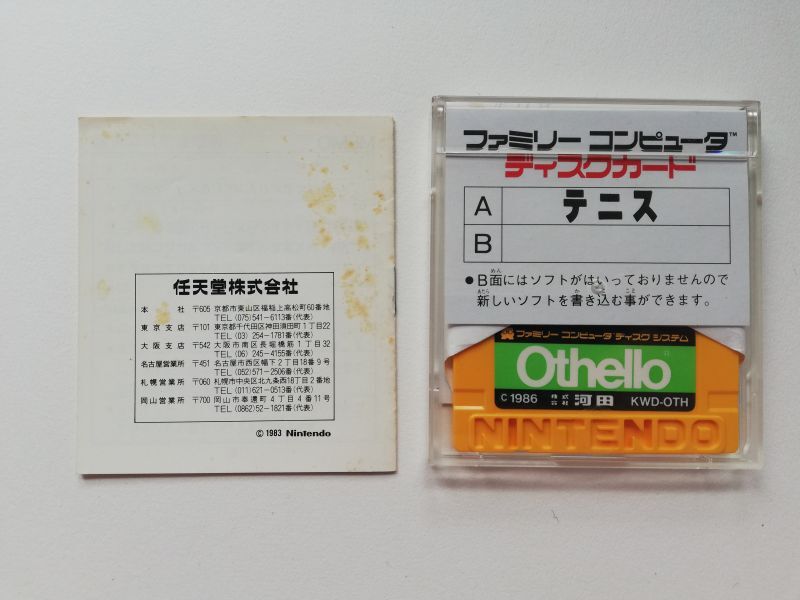 任天堂株式会社
本社 〒605 京都市東山区福稲上高松町60番地
TEL (075) 541-6113番(代表)
東京支店 〒101 東京都千代田区神田須田町1丁目22
TEL (03) 254-1781番(代表)
大阪支店 〒542 大阪市南区長堀橋筋1丁目32
TEL (06) 245-4155番(代表)
名古屋営業所 〒451 名古屋市西区幅下2丁目18番9号
TEL (052) 571-2506番(代表)
札幌営業所 〒060 札幌市中央区北九条西18丁目2番地
TEL (011) 621-0513番(代表)
岡山営業所 〒700 岡山市奉還町4丁目4番11号
TEL (0862) 52-1821番(代表)
© 1983 Nintendo
ファミリー コンピュータ™
ディスクカード
A テニス
B
●B面にはソフトがはいっておりませんので
新しいソフトを書き込む事ができます。
ファミリー コンピュータ ディスク システム
Othello
© 1986 株式会社 河田 KWD-OTH
NINTENDO